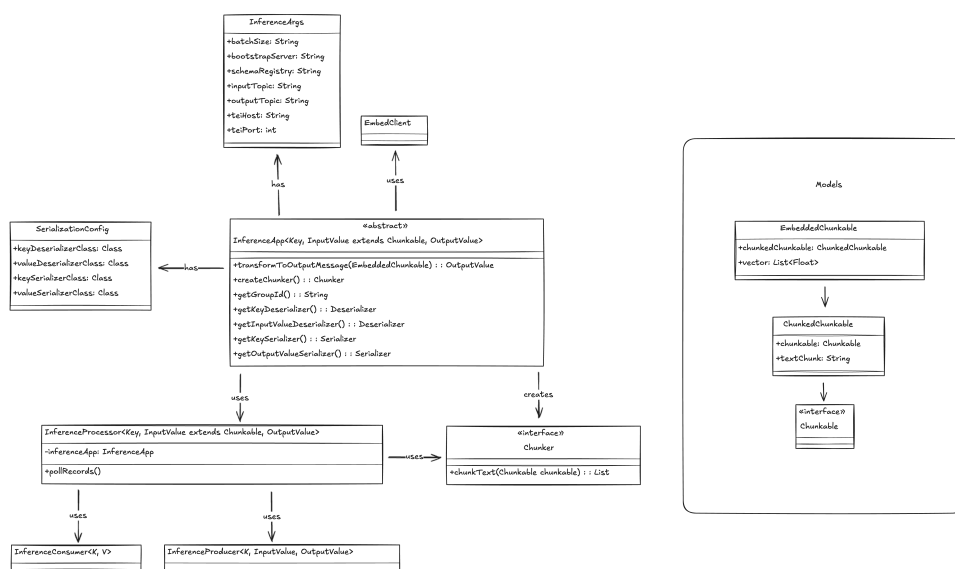 InferenceArgs
+batchSize: String
+bootstrapServer: String
+schemaRegistry: String
+inputTopic: String
+outputTopic: String
+teiHost: String
+teiPort: int
EmbedClient
has
uses
SerializationConfig
+keyDeserializerClass: Class
+valueDeserializerClass: Class
+keySerializerClass: Class
+valueSerializerClass: Class
has
«abstract»
InferenceApp<Key, InputValue extends Chunkable, OutputValue>
+transformToOutputMessage(EmbeddedChunkable) : : OutputValue
+createChunker() : : Chunker
+getGroupId() : : String
+getKeyDeserializer() : : Deserializer
+getInputValueDeserializer() : : Deserializer
+getKeySerializer() : : Serializer
+getOutputValueSerializer() : : Serializer
uses
creates
InferenceProcessor<Key, InputValue extends Chunkable, OutputValue>
-inferenceApp: InferenceApp
+pollRecords()
uses
«interface»
Chunker
+chunkText(Chunkable chunkable) : : List
uses
uses
InferenceConsumer<K, V>
InferenceProducer<K, InputValue, OutputValue>
Models
EmbeddedChunkable
+chunkedChunkable: ChunkedChunkable
+vector: List<Float>
ChunkedChunkable
+chunkable: Chunkable
+textChunk: String
«interface»
Chunkable